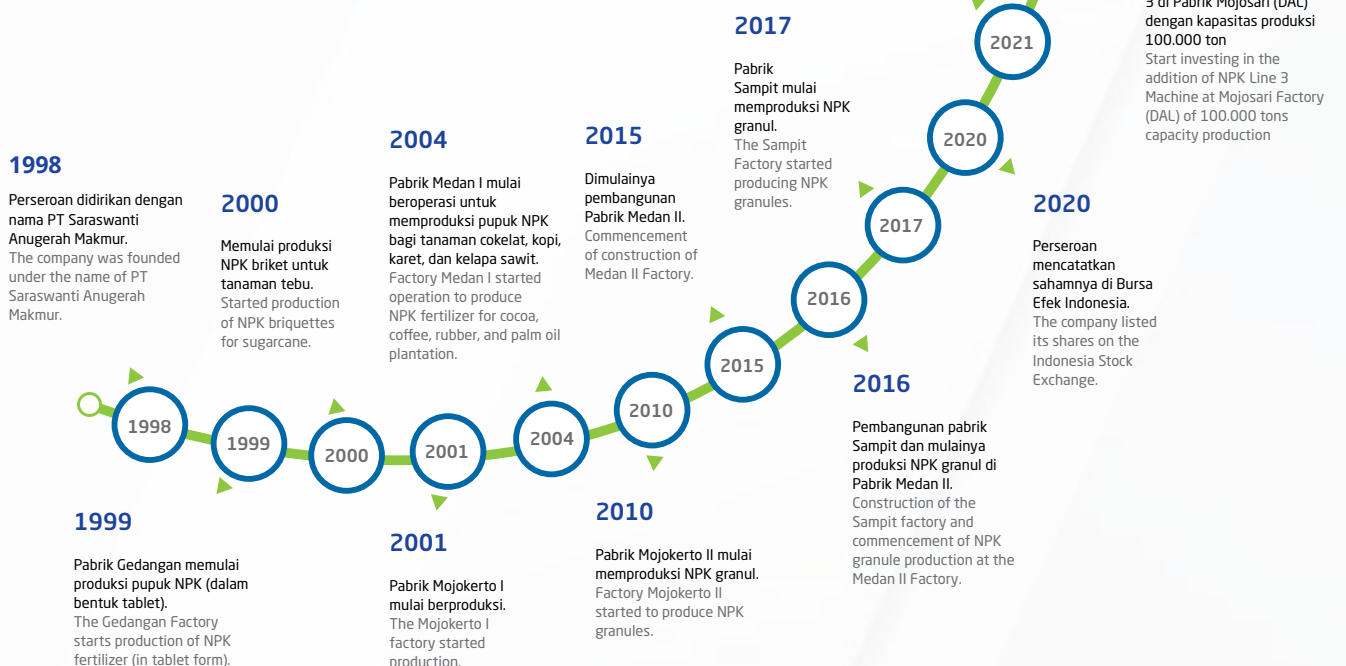 3 di Pabrik Mojosari (DAL)
dengan kapasitas produksi
100.000 ton
Start investing in the
addition of NPK Line 3
Machine at Mojosari Factory
(DAL) of 100.000 tons
capacity production
2017
Pabrik
Sampit mulai
memproduksi NPK
granul.
The Sampit
Factory started
producing NPK
granules.
2004
Pabrik Medan I mulai
beroperasi untuk
memproduksi pupuk NPK
bagi tanaman cokelat, kopi,
karet, dan kelapa sawit.
Factory Medan I started
operation to produce
NPK fertilizer for cocoa,
coffee, rubber, and palm oil
plantation.
2015
Dimulainya
pembangunan
Pabrik Medan II.
Commencement
of construction of
Medan II Factory.
1998
Perseroan didirikan dengan
nama PT Saraswanti
Anugerah Makmur.
The company was founded
under the name of PT
Saraswanti Anugerah
Makmur.
2000
Memulai produksi
NPK briket untuk
tanaman tebu.
Started production
of NPK briquettes
for sugarcane.
2020
Perseroan
mencatatkan
sahamnya di Bursa
Efek Indonesia.
The company listed
its shares on the
Indonesia Stock
Exchange.
1998
1999
2000
2001
2004
2010
2015
2016
2017
2020
2021
1999
Pabrik Gedangan memulai
produksi pupuk NPK (dalam
bentuk tablet).
The Gedangan Factory
starts production of NPK
fertilizer (in tablet form).
2001
Pabrik Mojokerto I
mulai berproduksi.
The Mojokerto I
factory started
production.
2010
Pabrik Mojokerto II mulai
memproduksi NPK granul.
Factory Mojokerto II
started to produce NPK
granules.
2016
Pembangunan pabrik
Sampit dan mulainya
produksi NPK granul di
Pabrik Medan II.
Construction of the
Sampit factory and
commencement of NPK
granule production at the
Medan II Factory.